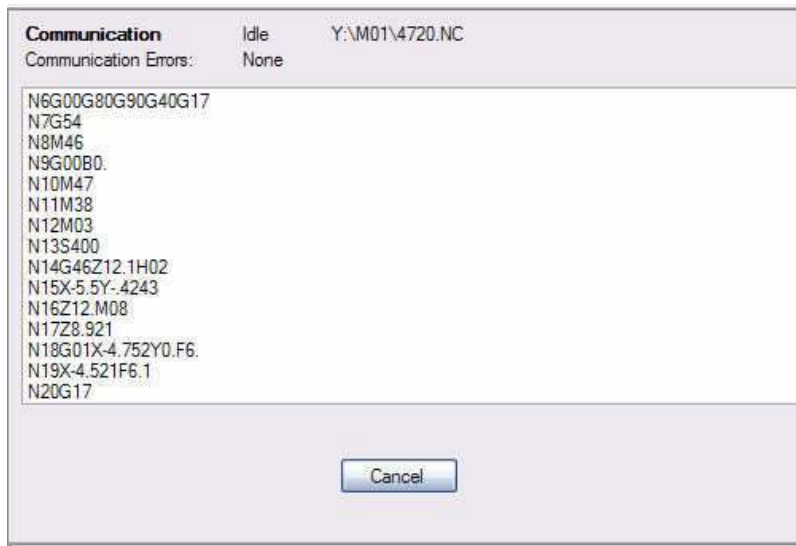 Communication Idle Y:\M01\4720.NC
Communication Errors: None
N6G00G80G90G40G17
N7G54
N8M46
N9G00B0.
N10M47
N11M38
N12M03
N13S400
N14G46Z12.1H02
N15X-5.5Y-.4243
N16Z12.M08
N17Z8.921
N18G01X-4.752Y0.F6.
N19X-4.521F6.1
N20G17
Cancel